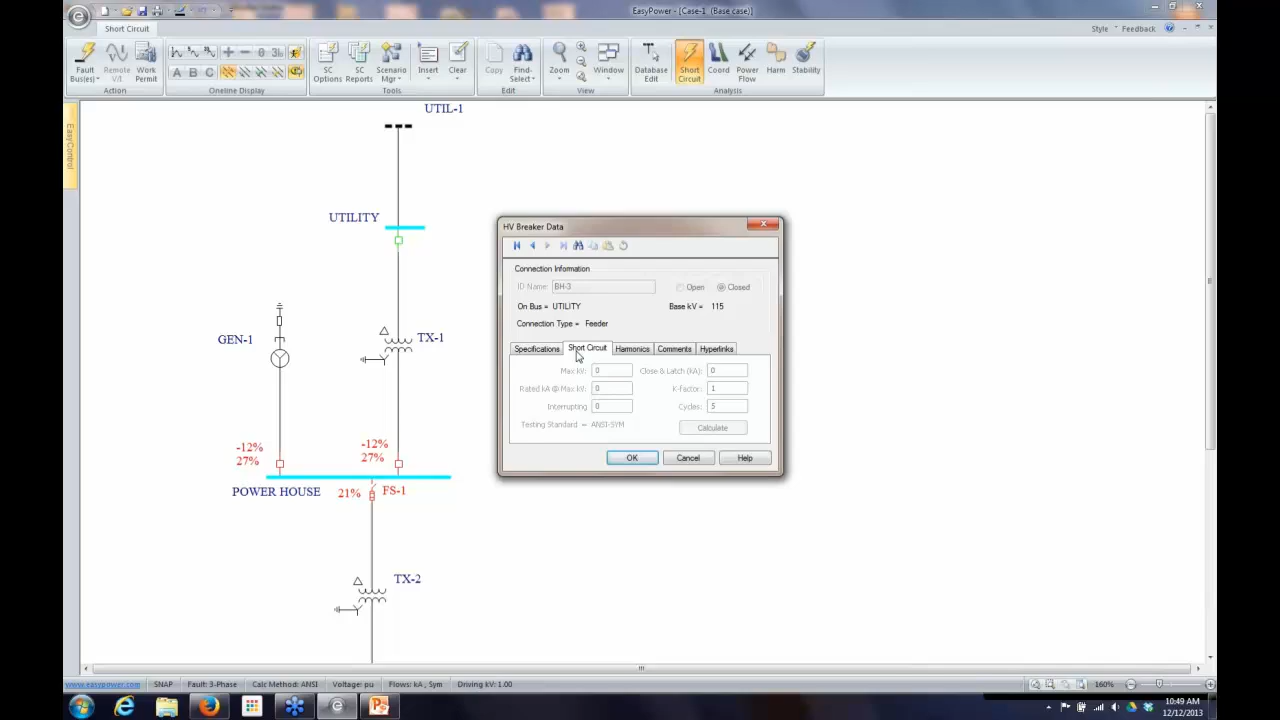 EasyPower - [Case-1 (Base case)]
Short Circuit
Style
Feedback
Fault Bus(es)
Remote V/I
Work Permit
A B C
3I₀
SC Options
SC Reports
Scenario Mgr
Insert
Clear
Copy
Find-Select
Zoom
Window
Database Edit
Short Circuit
Coord
Power Flow
Harm
Stability
Action
Oneline Display
Tools
Edit
View
Analysis
EasyControl
UTIL-1
UTILITY
GEN-1
TX-1
-12%
27%
-12%
27%
POWER HOUSE
21%
FS-1
TX-2
HV Breaker Data
Connection Information
ID Name: BH-3
Open
Closed
On Bus = UTILITY
Base kV = 115
Connection Type = Feeder
Specifications
Short Circuit
Harmonics
Comments
Hyperlinks
Max kV: 0
Close & Latch (kA): 0
Rated kA @ Max kV: 0
K-factor: 1
Interrupting 0
Cycles: 5
Testing Standard = ANSI-SYM
Calculate
OK
Cancel
Help
www.easypower.com
SNAP
Fault: 3-Phase
Calc Method: ANSI
Voltage: pu
Flows: kA , Sym
Driving kV: 1.00
160%
10:49 AM
12/12/2013